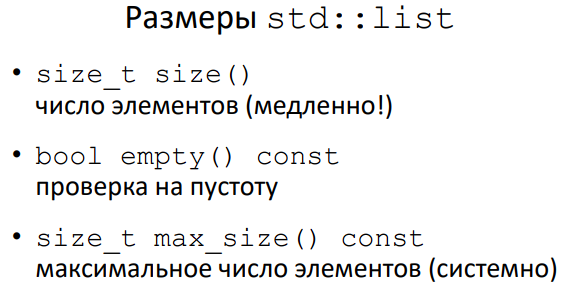 Размеры std::list
• size_t size()
число элементов (медленно!)
• bool empty() const
проверка на пустоту
• size_t max_size() const
максимальное число элементов (системно)